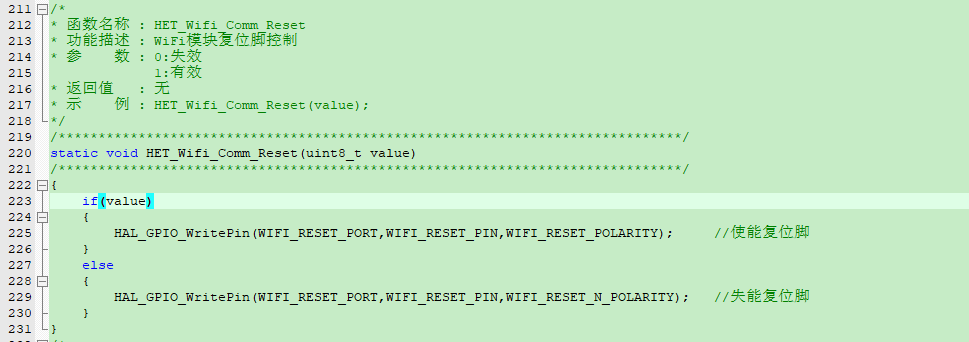 211 /*
212 * 函数名称 : HET_Wifi_Comm_Reset
213 * 功能描述 : WiFi模块复位脚控制
214 * 参    数 : 0:失效
215              1:有效
216 * 返回值   : 无
217 * 示    例 : HET_Wifi_Comm_Reset(value);
218 */
219 /******************************************************************************/
220 static void HET_Wifi_Comm_Reset(uint8_t value)
221 /******************************************************************************/
222 {
223     if(value)
224     {
225         HAL_GPIO_WritePin(WIFI_RESET_PORT,WIFI_RESET_PIN,WIFI_RESET_POLARITY);     //使能复位脚
226     }
227     else
228     {
229         HAL_GPIO_WritePin(WIFI_RESET_PORT,WIFI_RESET_PIN,WIFI_RESET_N_POLARITY);   //失能复位脚
230     }
231 }